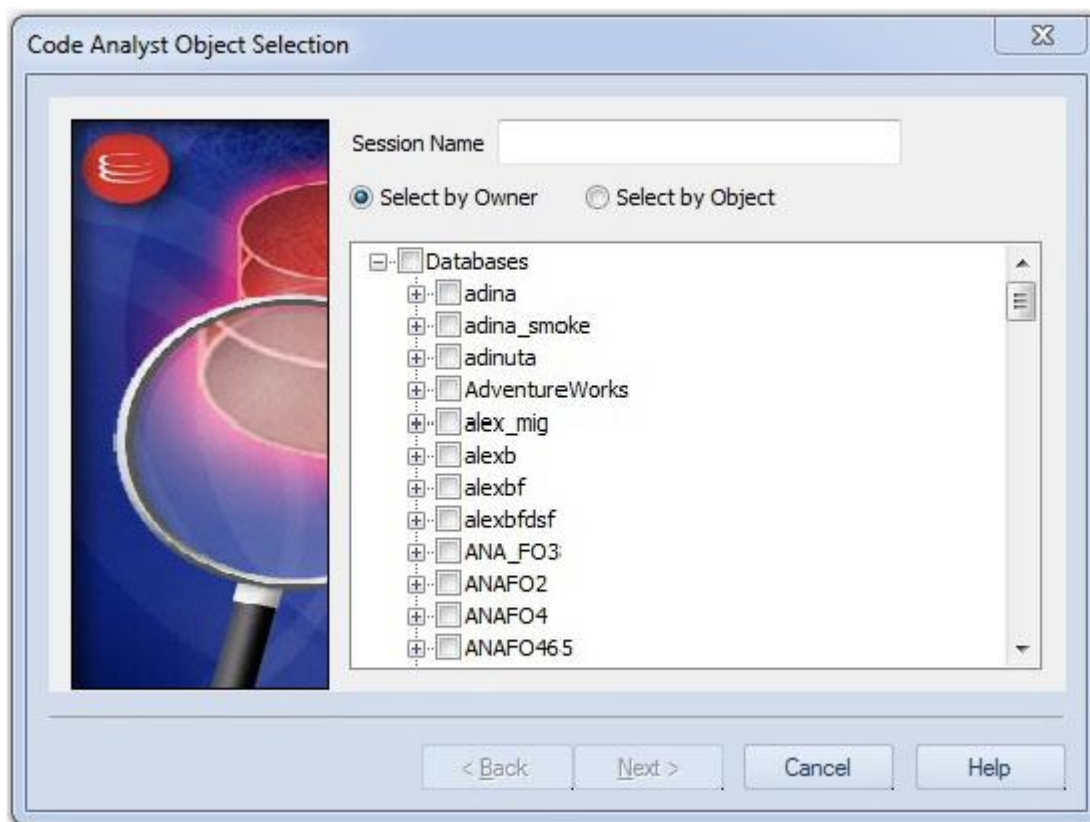 Code Analyst Object Selection
Session Name
Select by Owner Select by Object
Databases
adina
adina_smoke
adinuta
AdventureWorks
alex_mig
alexb
alexbf
alexbfdsf
ANA_FO3
ANAFO2
ANAFO4
ANAFO465
< Back Next > Cancel Help